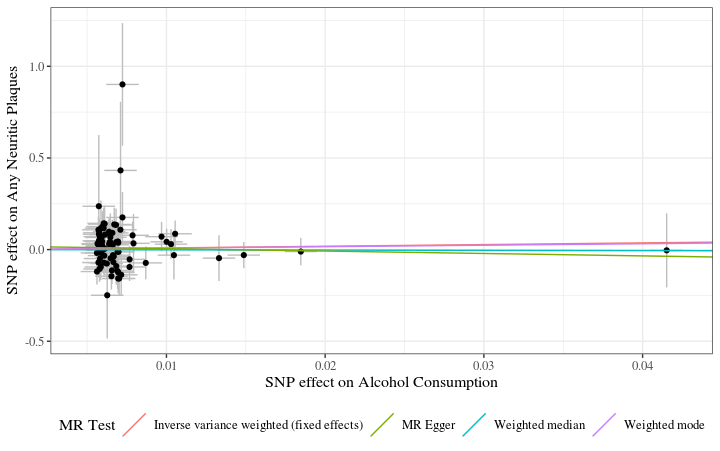 SNP effect on Any Neuritic Plaques
1.0
0.5
0.0
-0.5
0.01
0.02
0.03
0.04
SNP effect on Alcohol Consumption
MR Test
Inverse variance weighted (fixed effects)
MR Egger
Weighted median
Weighted mode